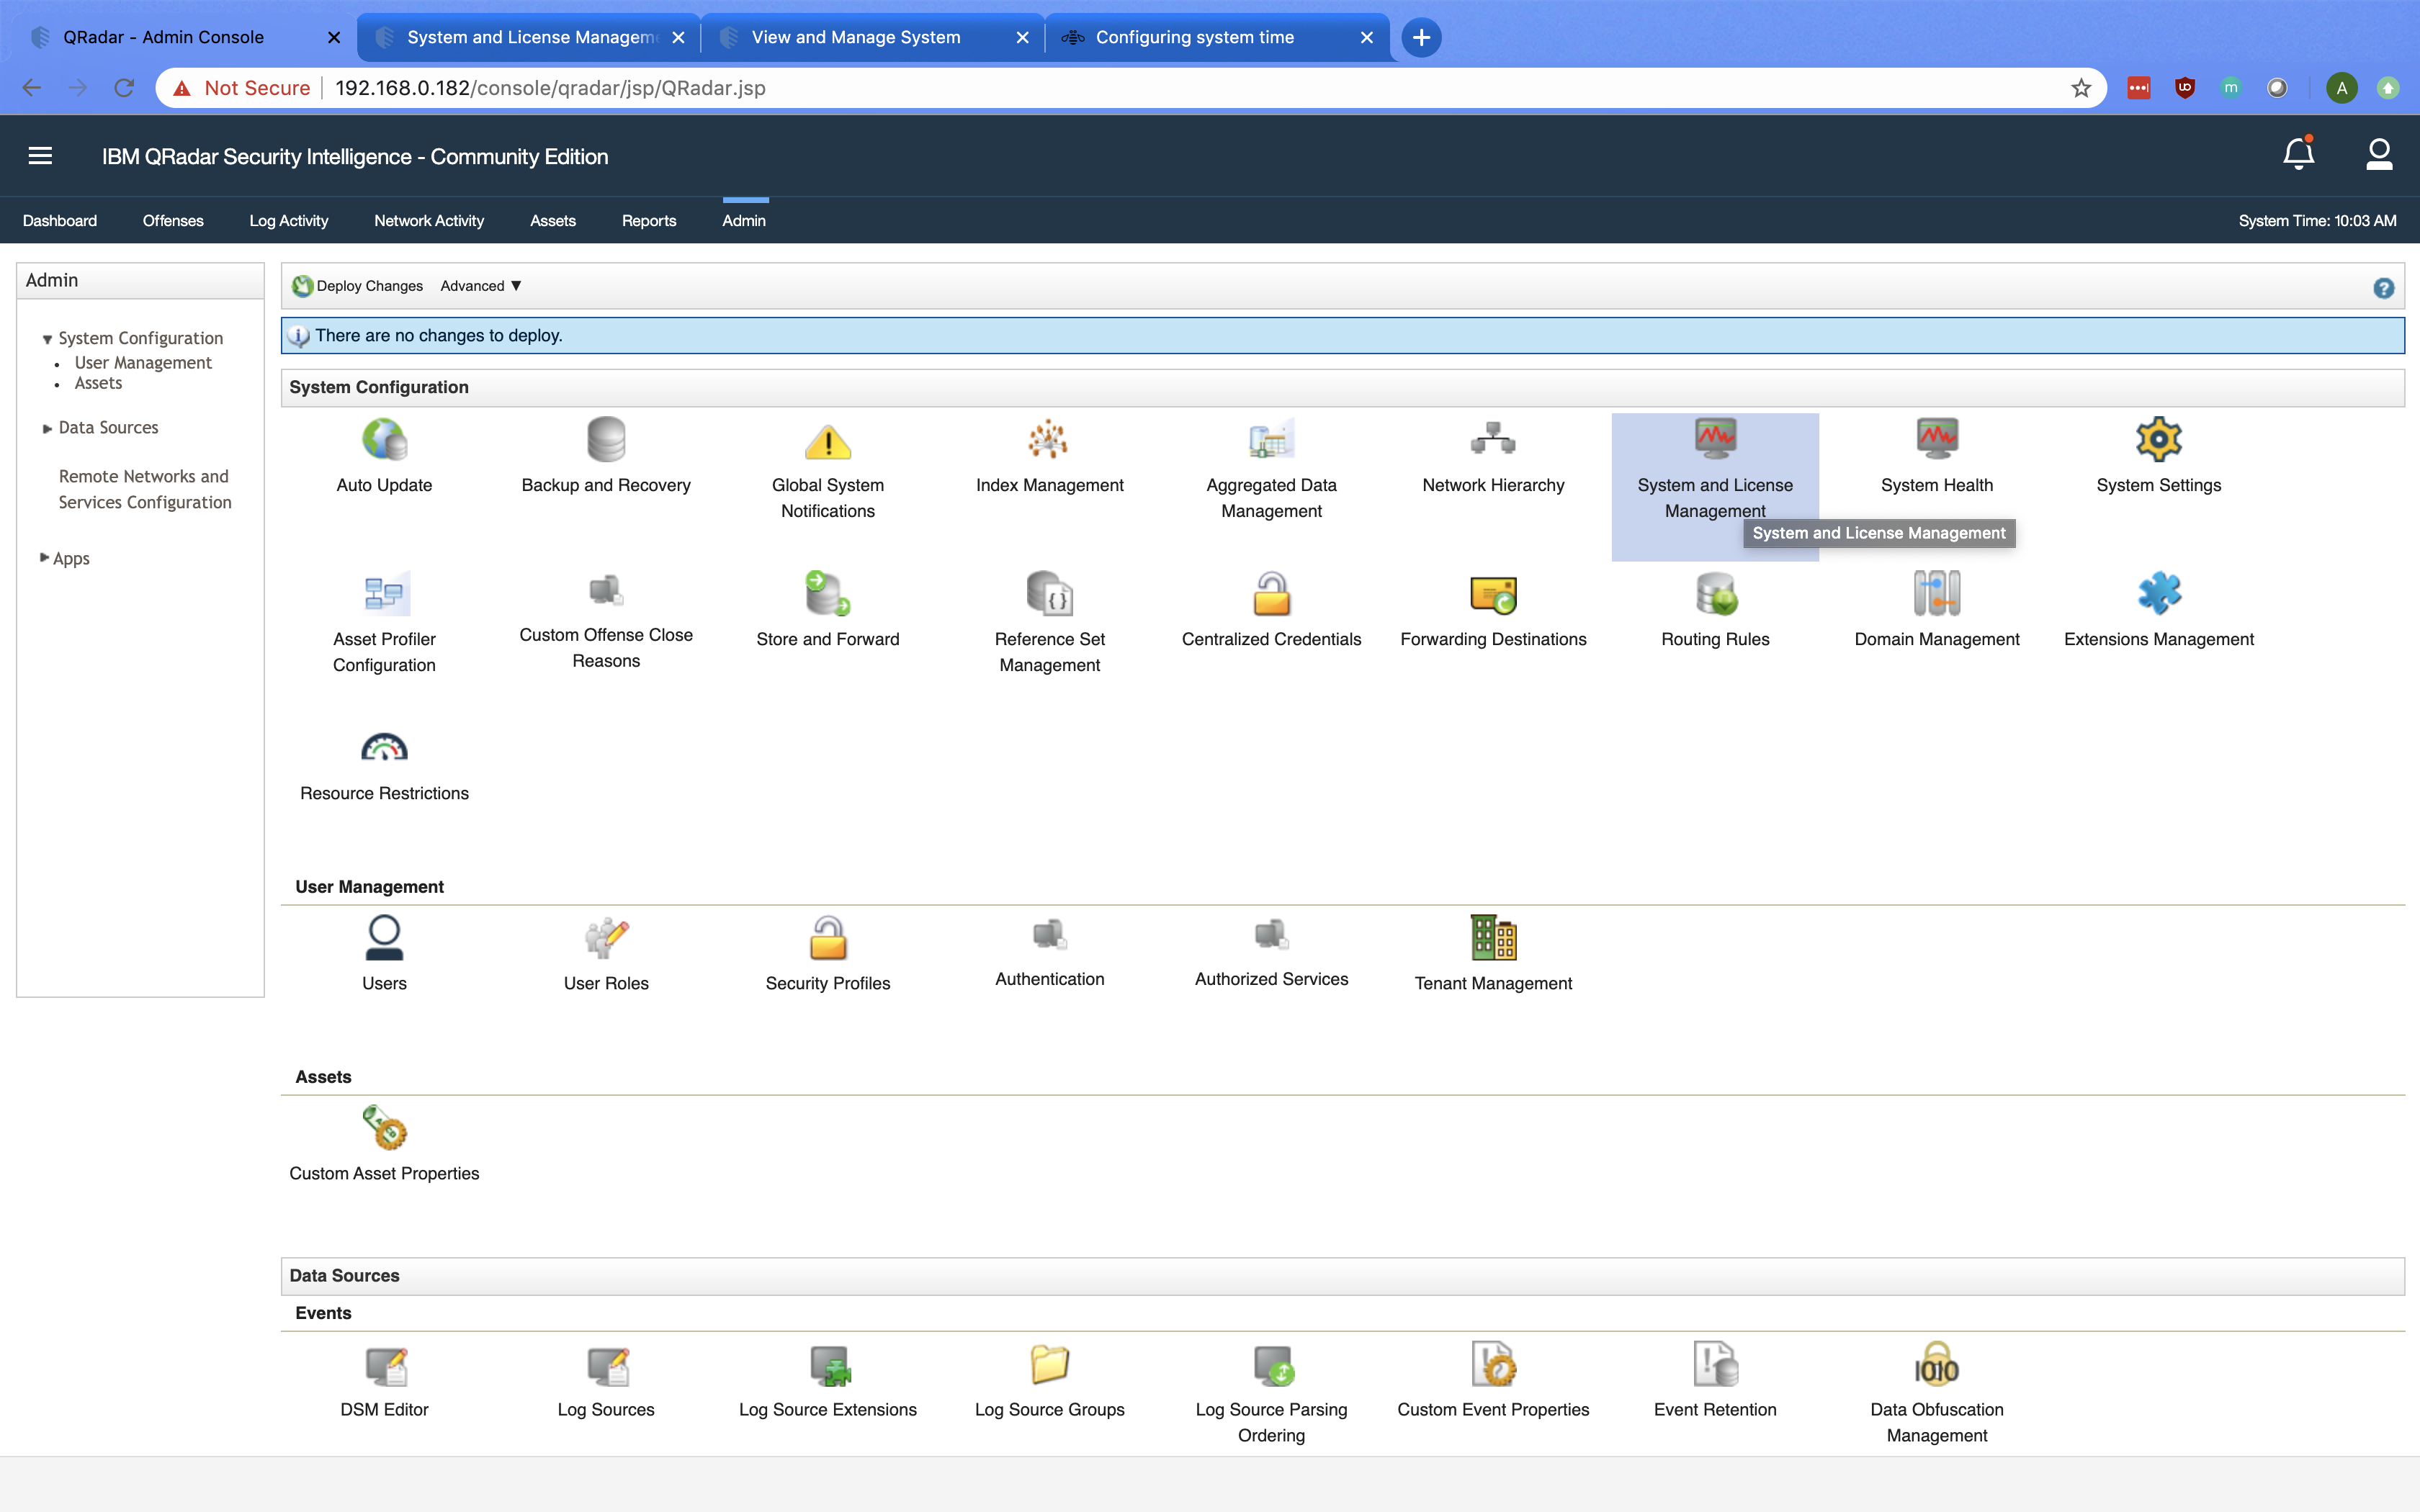 QRadar - Admin Console
System and License Managem
View and Manage System
Configuring system time
Not Secure
192.168.0.182/console/qradar/jsp/QRadar.jsp
m
A
IBM QRadar Security Intelligence - Community Edition
Dashboard
Offenses
Log Activity
Network Activity
Assets
Reports
Admin
System Time: 10:03 AM
Admin
System Configuration
User Management
Assets
Data Sources
Remote Networks and
Services Configuration
Apps
Deploy Changes
Advanced ▼
?
There are no changes to deploy.
System Configuration
Auto Update
Backup and Recovery
Global System
Notifications
Index Management
Aggregated Data
Management
Network Hierarchy
System and License
Management
System and License Management
System Health
System Settings
Asset Profiler
Configuration
Custom Offense Close
Reasons
Store and Forward
Reference Set
Management
Centralized Credentials
Forwarding Destinations
Routing Rules
Domain Management
Extensions Management
Resource Restrictions
User Management
Users
User Roles
Security Profiles
Authentication
Authorized Services
Tenant Management
Assets
Custom Asset Properties
Data Sources
Events
DSM Editor
Log Sources
Log Source Extensions
Log Source Groups
Log Source Parsing
Ordering
Custom Event Properties
Event Retention
1010
Data Obfuscation
Management